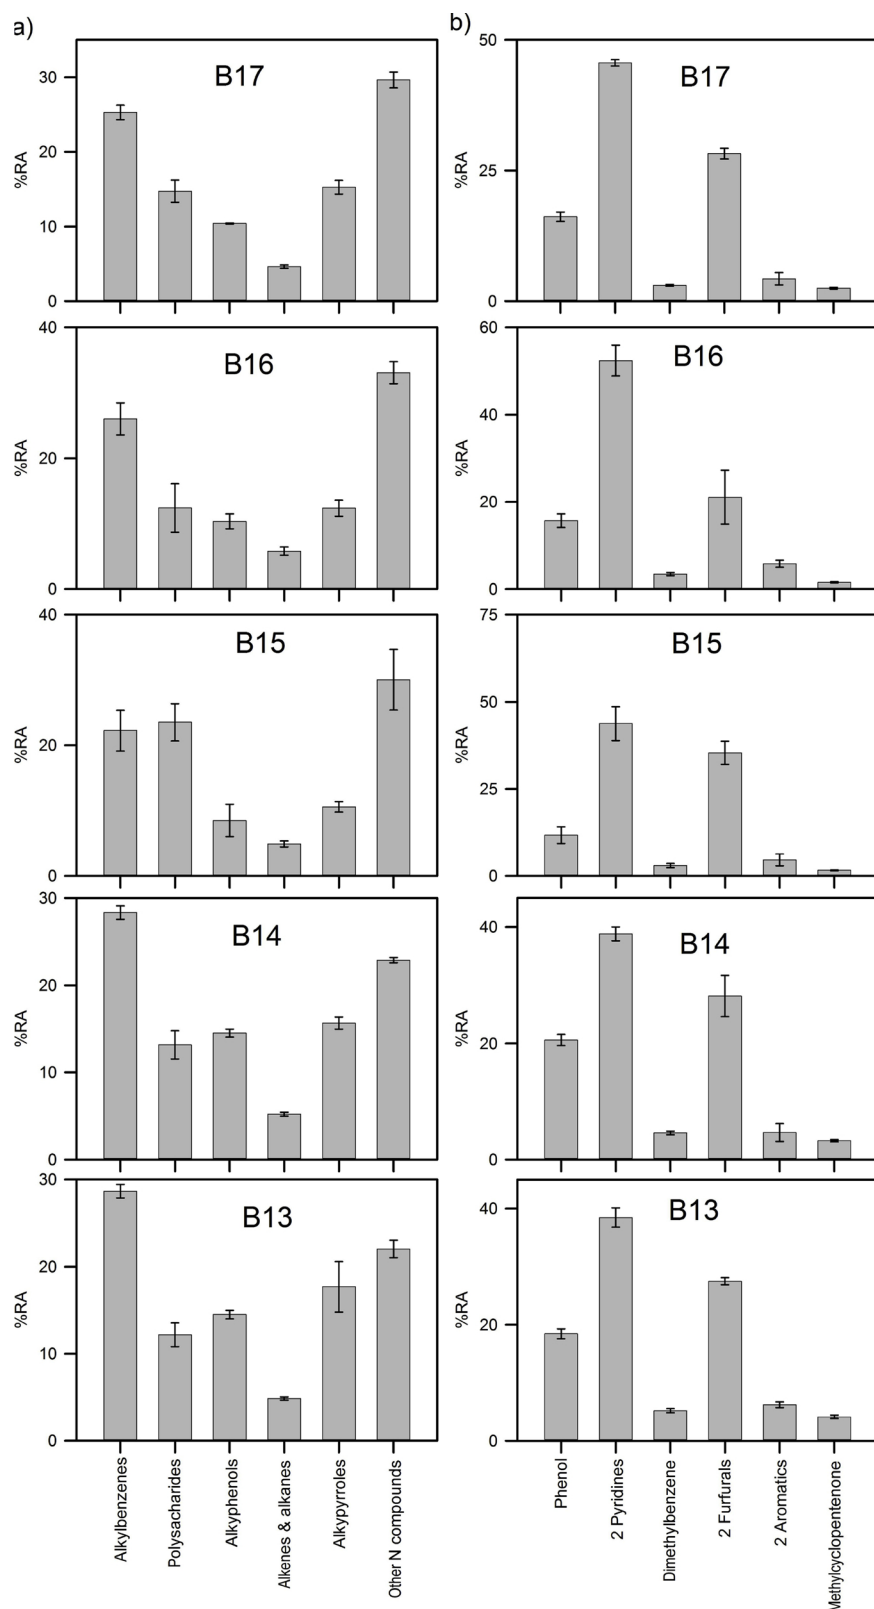 a)
B17
%RA
30
20
10
0
B16
%RA
40
20
0
B15
%RA
40
20
0
B14
%RA
30
20
10
0
B13
%RA
30
20
10
0
Alkylbenzenes
Polysacharides
Alkyphenols
Alkenes & alkanes
Alkypyrroles
Other N compounds
b)
B17
%RA
50
25
0
B16
%RA
60
40
20
0
B15
%RA
75
50
25
0
B14
%RA
40
20
0
B13
%RA
40
20
0
Phenol
2 Pyridines
Dimethylbenzene
2 Furfurals
2 Aromatics
Methylcyclopentenone